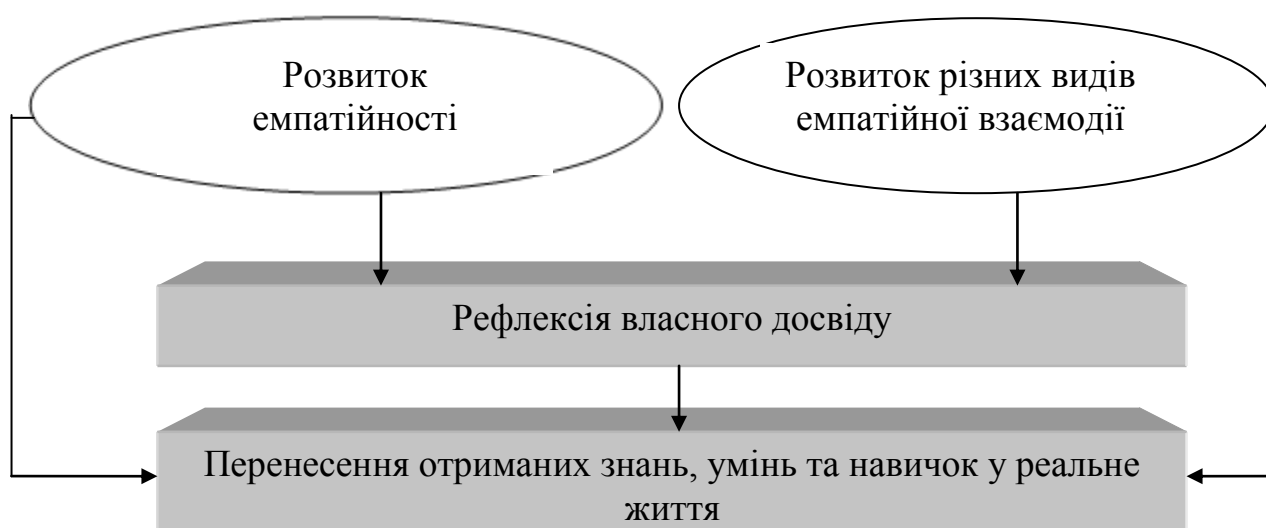 Розвиток
емпатійності
Розвиток різних видів
емпатійної взаємодії
Рефлексія власного досвіду
Перенесення отриманих знань, умінь та навичок у реальне
життя